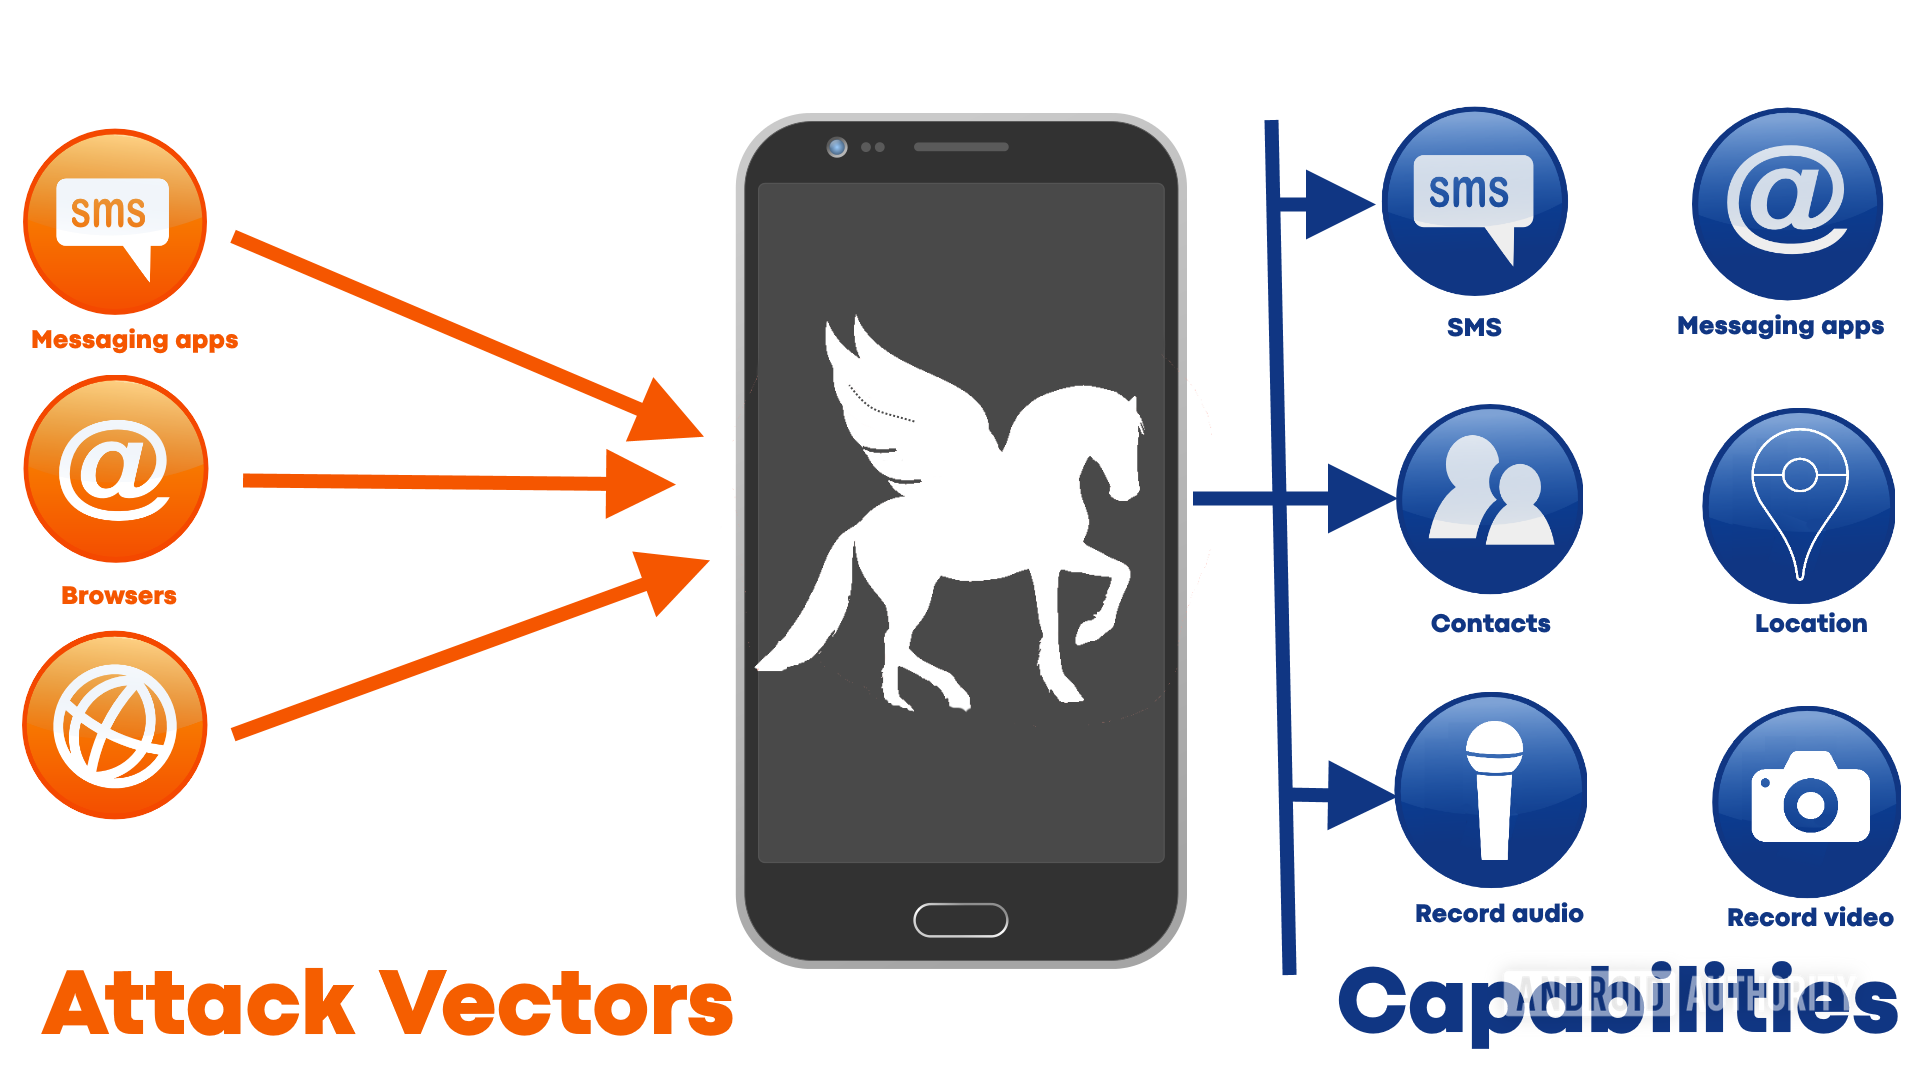 sms
Messaging apps
@
Browsers
Attack Vectors
sms
SMS
@
Messaging apps
Contacts
Location
Record audio
Record video
Capabilities
ANDROID AUTHORITY